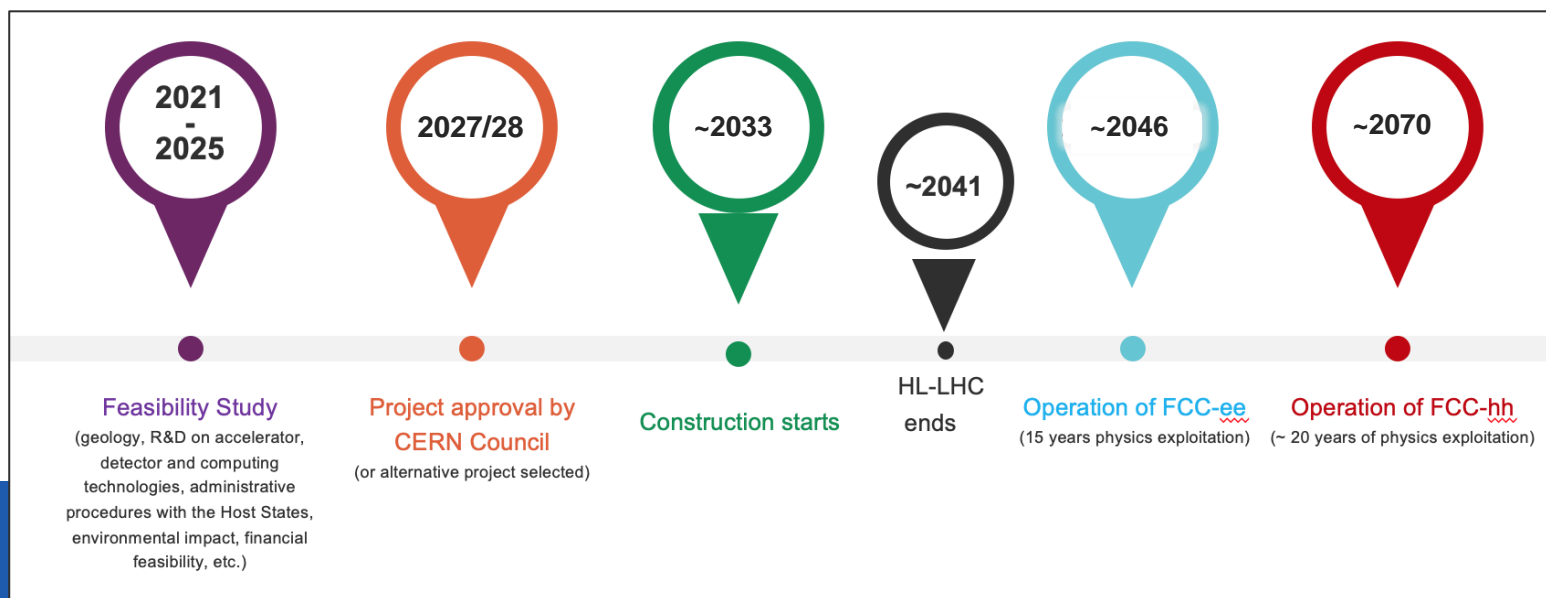 2021
-
2025
2027/28
~2033
~2041
~2046
~2070
Feasibility Study
(geology, R&D on accelerator,
detector and computing
technologies, administrative
procedures with the Host States,
environmental impact, financial
feasibility, etc.)
Project approval by
CERN Council
(or alternative project selected)
Construction starts
HL-LHC
ends
Operation of FCC-ee
(15 years physics exploitation)
Operation of FCC-hh
(~ 20 years of physics exploitation)